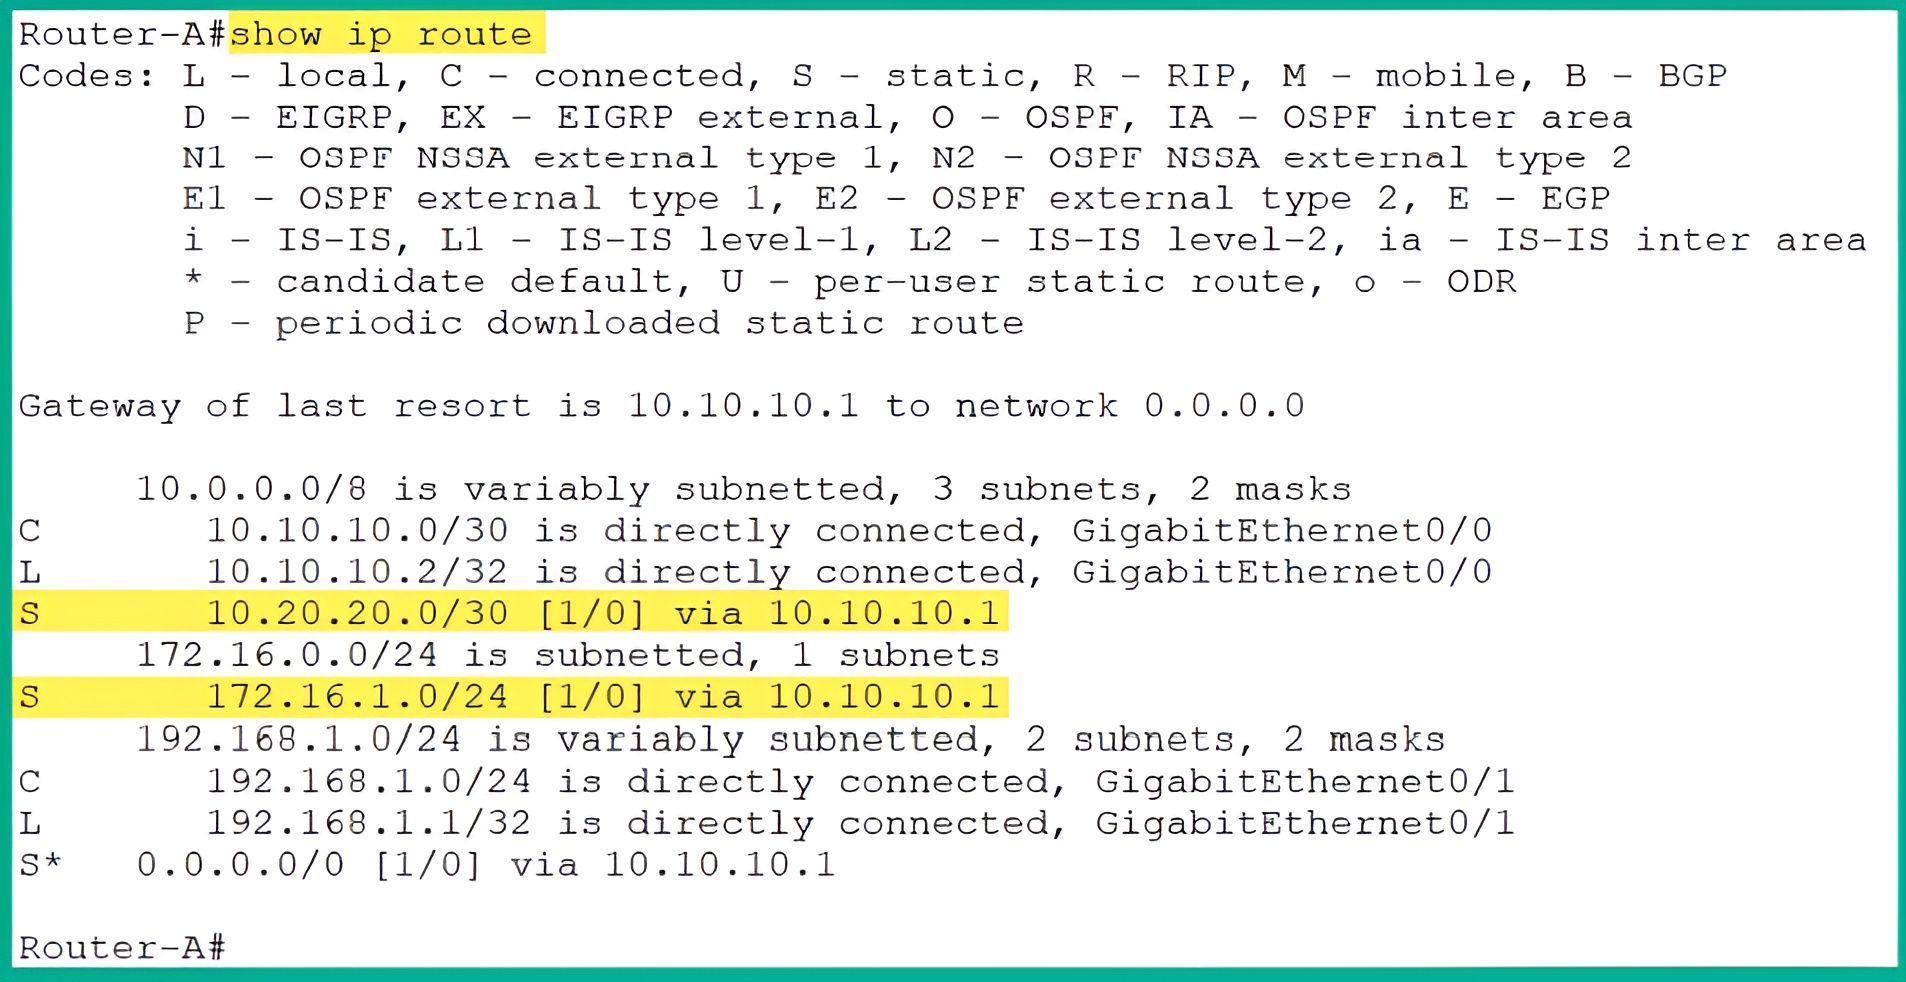 Router-A#show ip route
Codes: L - local, C - connected, S - static, R - RIP, M - mobile, B - BGP
D - EIGRP, EX - EIGRP external, O - OSPF, IA - OSPF inter area
N1 - OSPF NSSA external type 1, N2 - OSPF NSSA external type 2
E1 - OSPF external type 1, E2 - OSPF external type 2, E - EGP
i - IS-IS, L1 - IS-IS level-1, L2 - IS-IS level-2, ia - IS-IS inter area
* - candidate default, U - per-user static route, o - ODR
P - periodic downloaded static route
Gateway of last resort is 10.10.10.1 to network 0.0.0.0
10.0.0.0/8 is variably subnetted, 3 subnets, 2 masks
C 10.10.10.0/30 is directly connected, GigabitEthernet0/0
L 10.10.10.2/32 is directly connected, GigabitEthernet0/0
S 10.20.20.0/30 [1/0] via 10.10.10.1
172.16.0.0/24 is subnetted, 1 subnets
S 172.16.1.0/24 [1/0] via 10.10.10.1
192.168.1.0/24 is variably subnetted, 2 subnets, 2 masks
C 192.168.1.0/24 is directly connected, GigabitEthernet0/1
L 192.168.1.1/32 is directly connected, GigabitEthernet0/1
S* 0.0.0.0/0 [1/0] via 10.10.10.1
Router-A#